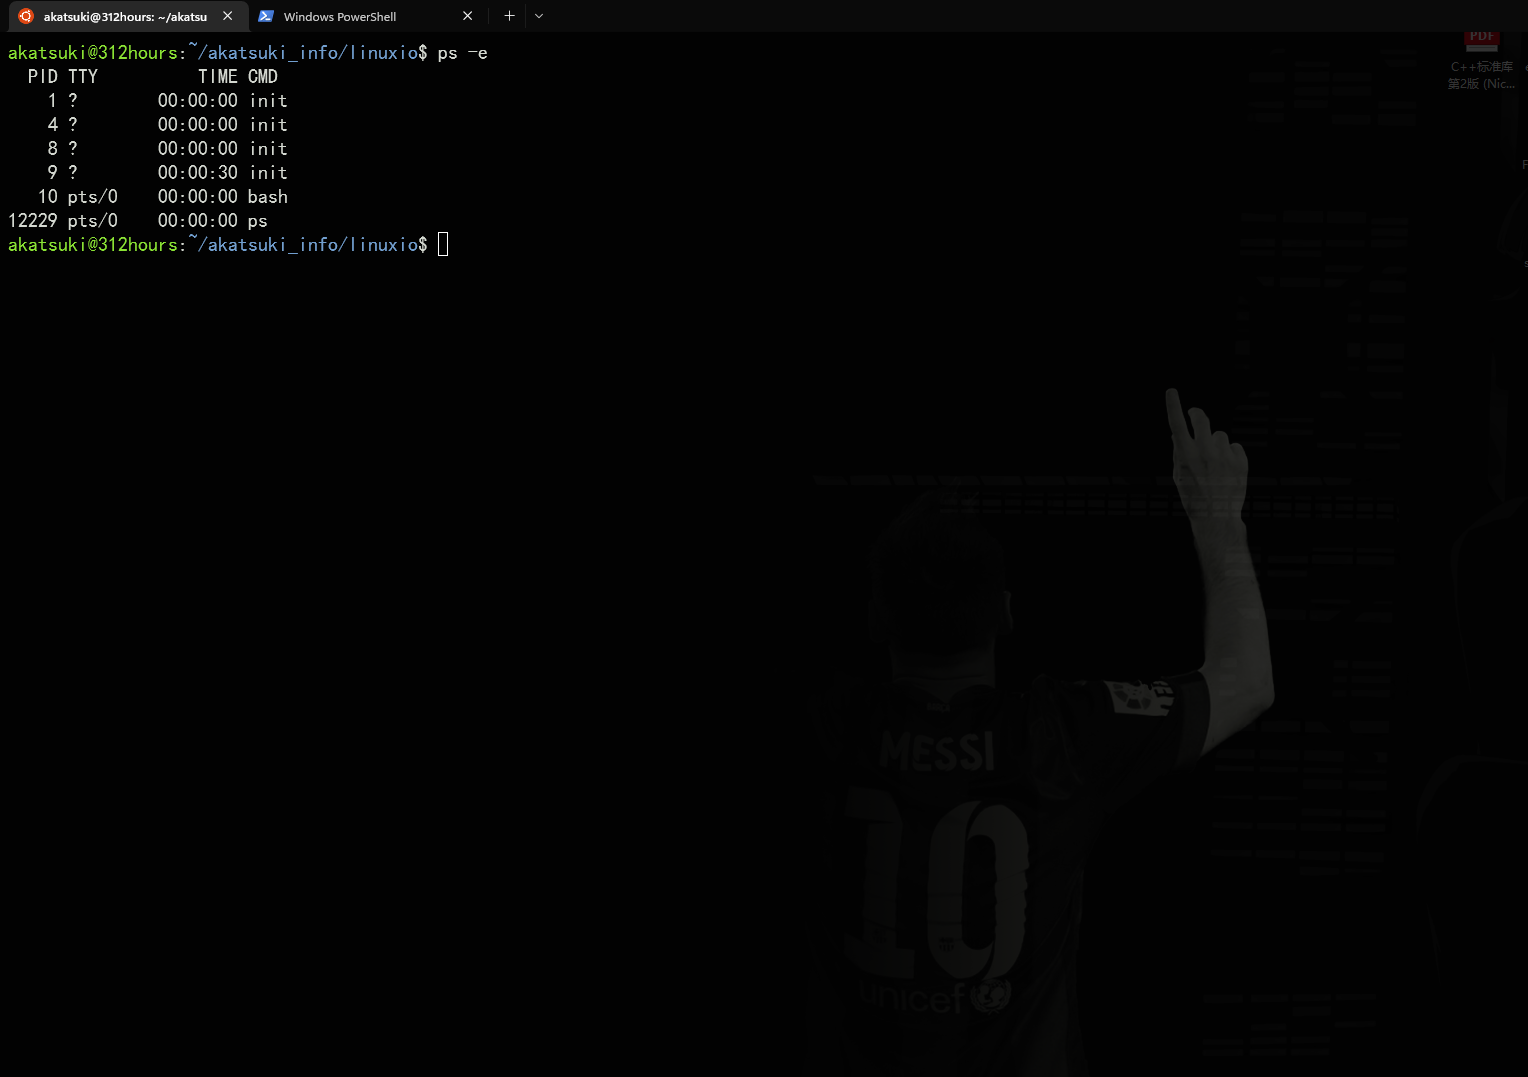 akatsuki@312hours: ~/akatsu
Windows PowerShell
akatsuki@312hours:~/akatsuki_info/linuxio$ ps -e
  PID TTY          TIME CMD
    1 ?        00:00:00 init
    4 ?        00:00:00 init
    8 ?        00:00:00 init
    9 ?        00:00:30 init
   10 pts/0    00:00:00 bash
12229 pts/0    00:00:00 ps
akatsuki@312hours:~/akatsuki_info/linuxio$
PDF
C++标准库
第2版 (Nic...
MESSI
10
unicef